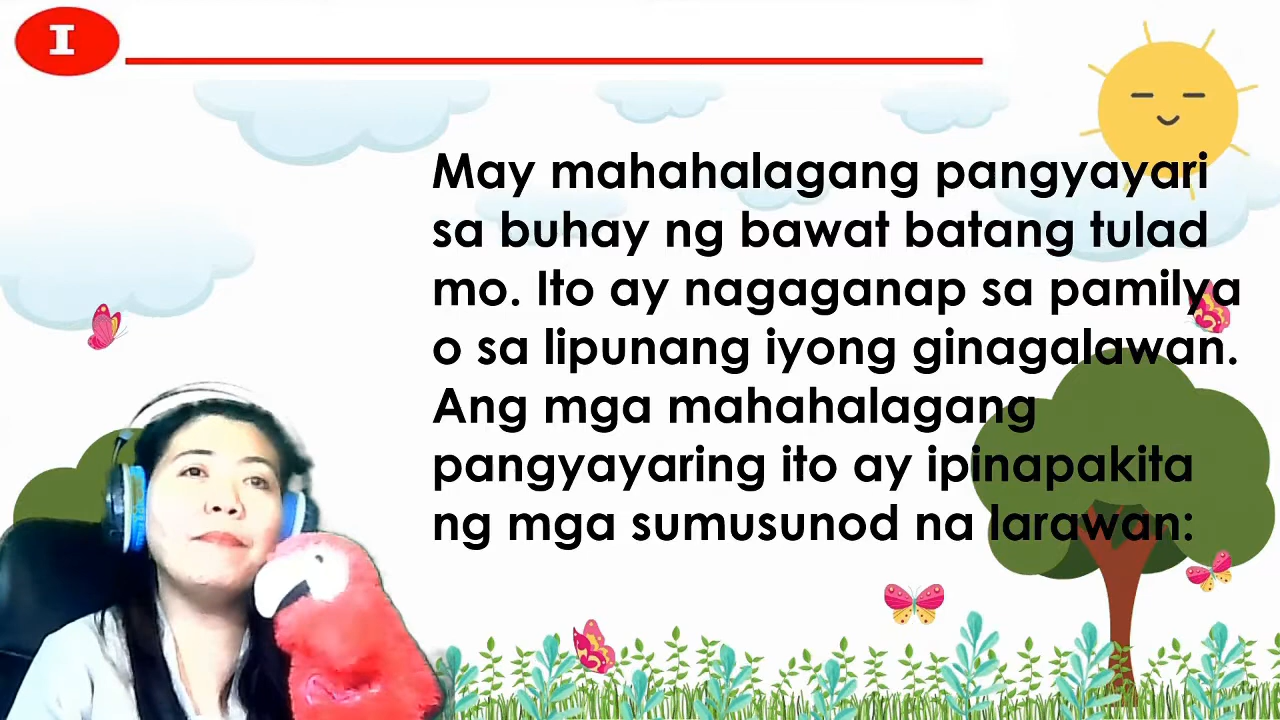 I
May mahahalagang pangyayari
sa buhay ng bawat batang tulad
mo. Ito ay nagaganap sa pamilya
o sa lipunang iyong ginagalawan.
Ang mga mahahalagang
pangyayaring ito ay ipinapakita
ng mga sumusunod na larawan: